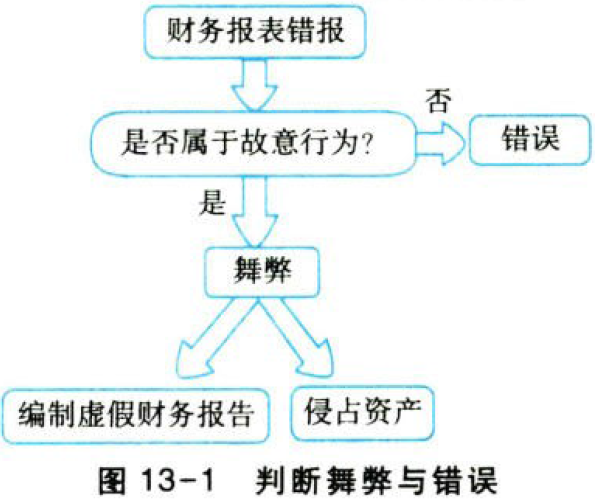 财务报表错报
否
是否属于故意行为?
错误
是
舞弊
编制虚假财务报告
侵占资产
图 13-1 判断舞弊与错误